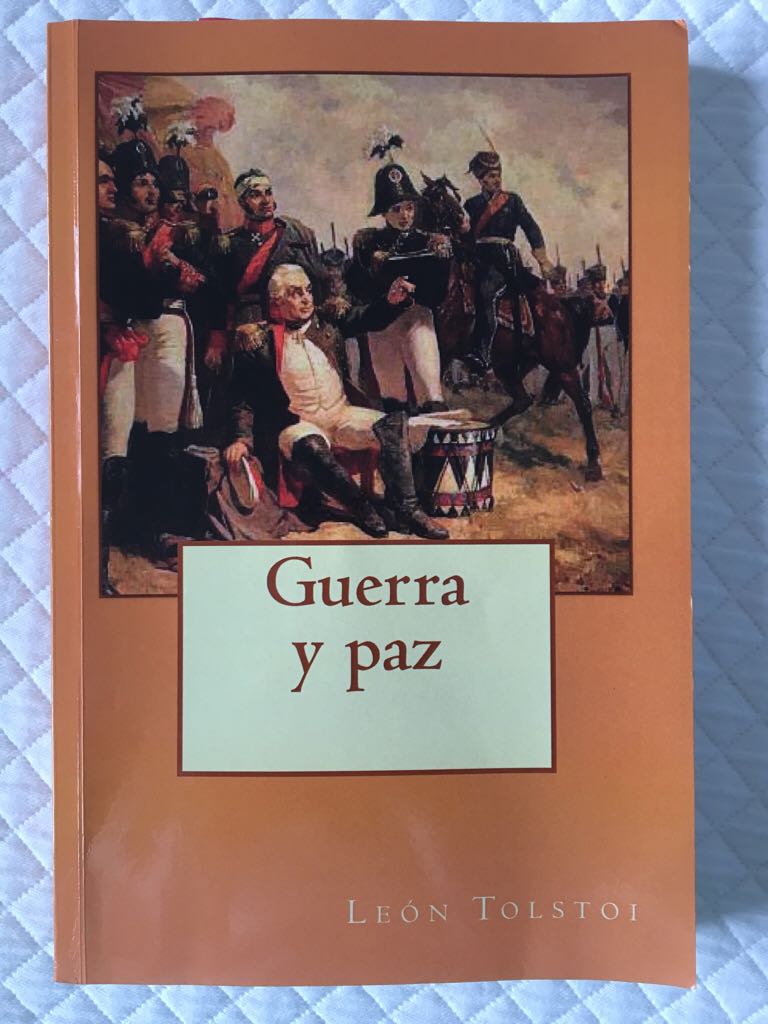 Guerra
y paz
LEÓN TOLSTOI